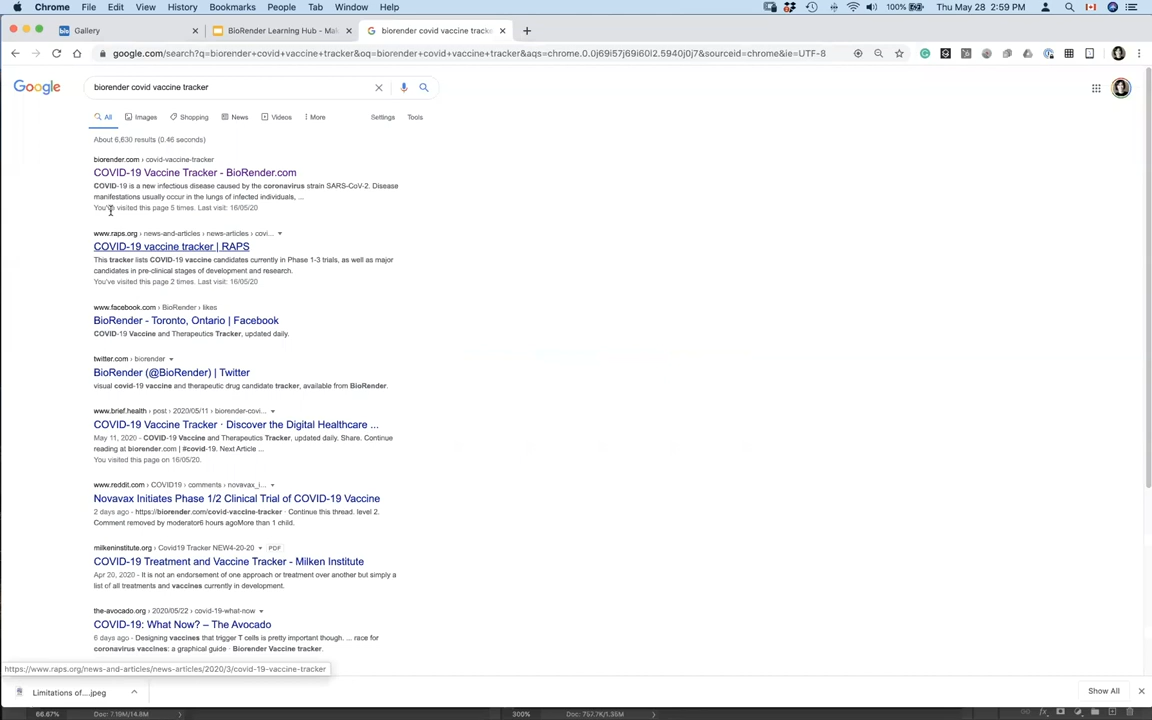 Chrome File Edit View History Bookmarks People Tab Window Help 100% Thu May 28 2:59 PM
bio Gallery × BioRender Learning Hub - Mak × biorender covid vaccine tracke ×
google.com/search?q=biorender+covid+vaccine+tracker&oq=biorender+covid+vaccine+tracker&aqs=chrome.0.0j69i57j69i60l2.5940j0j7&sourceid=chrome&ie=UTF-8
Google biorender covid vaccine tracker
All Images Shopping News Videos More Settings Tools
About 6,630 results (0.46 seconds)
biorender.com › covid-vaccine-tracker
COVID-19 Vaccine Tracker - BioRender.com
COVID-19 is a new infectious disease caused by the coronavirus strain SARS-CoV-2. Disease
manifestations usually occur in the lungs of infected individuals, ...
You've visited this page 5 times. Last visit: 16/05/20
www.raps.org › news-and-articles › news-articles › covi...
COVID-19 vaccine tracker | RAPS
This tracker lists COVID-19 vaccine candidates currently in Phase 1-3 trials, as well as major
candidates in pre-clinical stages of development and research.
You've visited this page 2 times. Last visit: 16/05/20
www.facebook.com › BioRender › likes
BioRender - Toronto, Ontario | Facebook
COVID-19 Vaccine and Therapeutics Tracker, updated daily.
twitter.com › biorender
BioRender (@BioRender) | Twitter
visual covid-19 vaccine and therapeutic drug candidate tracker, available from BioRender.
www.brief.health › post › 2020/05/11 › biorender-covi...
COVID-19 Vaccine Tracker · Discover the Digital Healthcare ...
May 11, 2020 - COVID-19 Vaccine and Therapeutics Tracker, updated daily. Share. Continue
reading at biorender.com | #covid-19. Next Article ...
You visited this page on 16/05/20.
www.reddit.com › COVID19 › comments › novavax_i...
Novavax Initiates Phase 1/2 Clinical Trial of COVID-19 Vaccine
2 days ago - https://biorender.com/covid-vaccine-tracker · Continue this thread. level 2.
Comment removed by moderator6 hours agoMore than 1 child.
milkeninstitute.org › Covid19 Tracker NEW4-20-20 PDF
COVID-19 Treatment and Vaccine Tracker - Milken Institute
Apr 20, 2020 - It is not an endorsement of one approach or treatment over another but simply a
list of all treatments and vaccines currently in development.
the-avocado.org › 2020/05/22 › covid-19-what-now
COVID-19: What Now? – The Avocado
6 days ago - Designing vaccines that trigger T cells is pretty important though. ... race for
coronavirus vaccines: a graphical guide · Biorender Vaccine tracker.
https://www.raps.org/news-and-articles/news-articles/2020/3/covid-19-vaccine-tracker
Limitations of....jpeg Show All
66.67% Doc: 7.19M/14.8M 300% Doc: 757.7K/1.35M